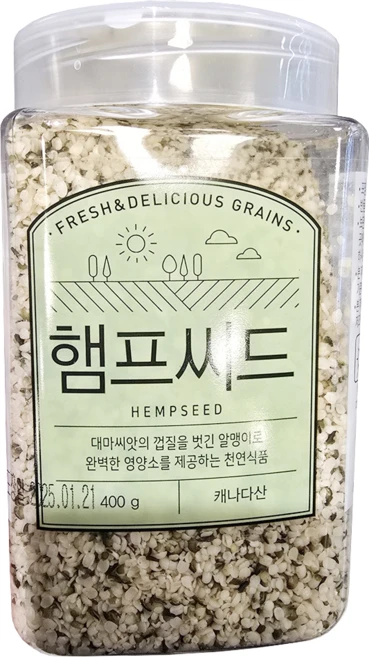 ·FRESH&DELICIOUS GRAINS·
햄프씨드
HEMPSEED
대마씨앗의 껍질을 벗긴 알맹이로
완벽한 영양소를 제공하는 천연식품
25.01.21 400 g 캐나다산